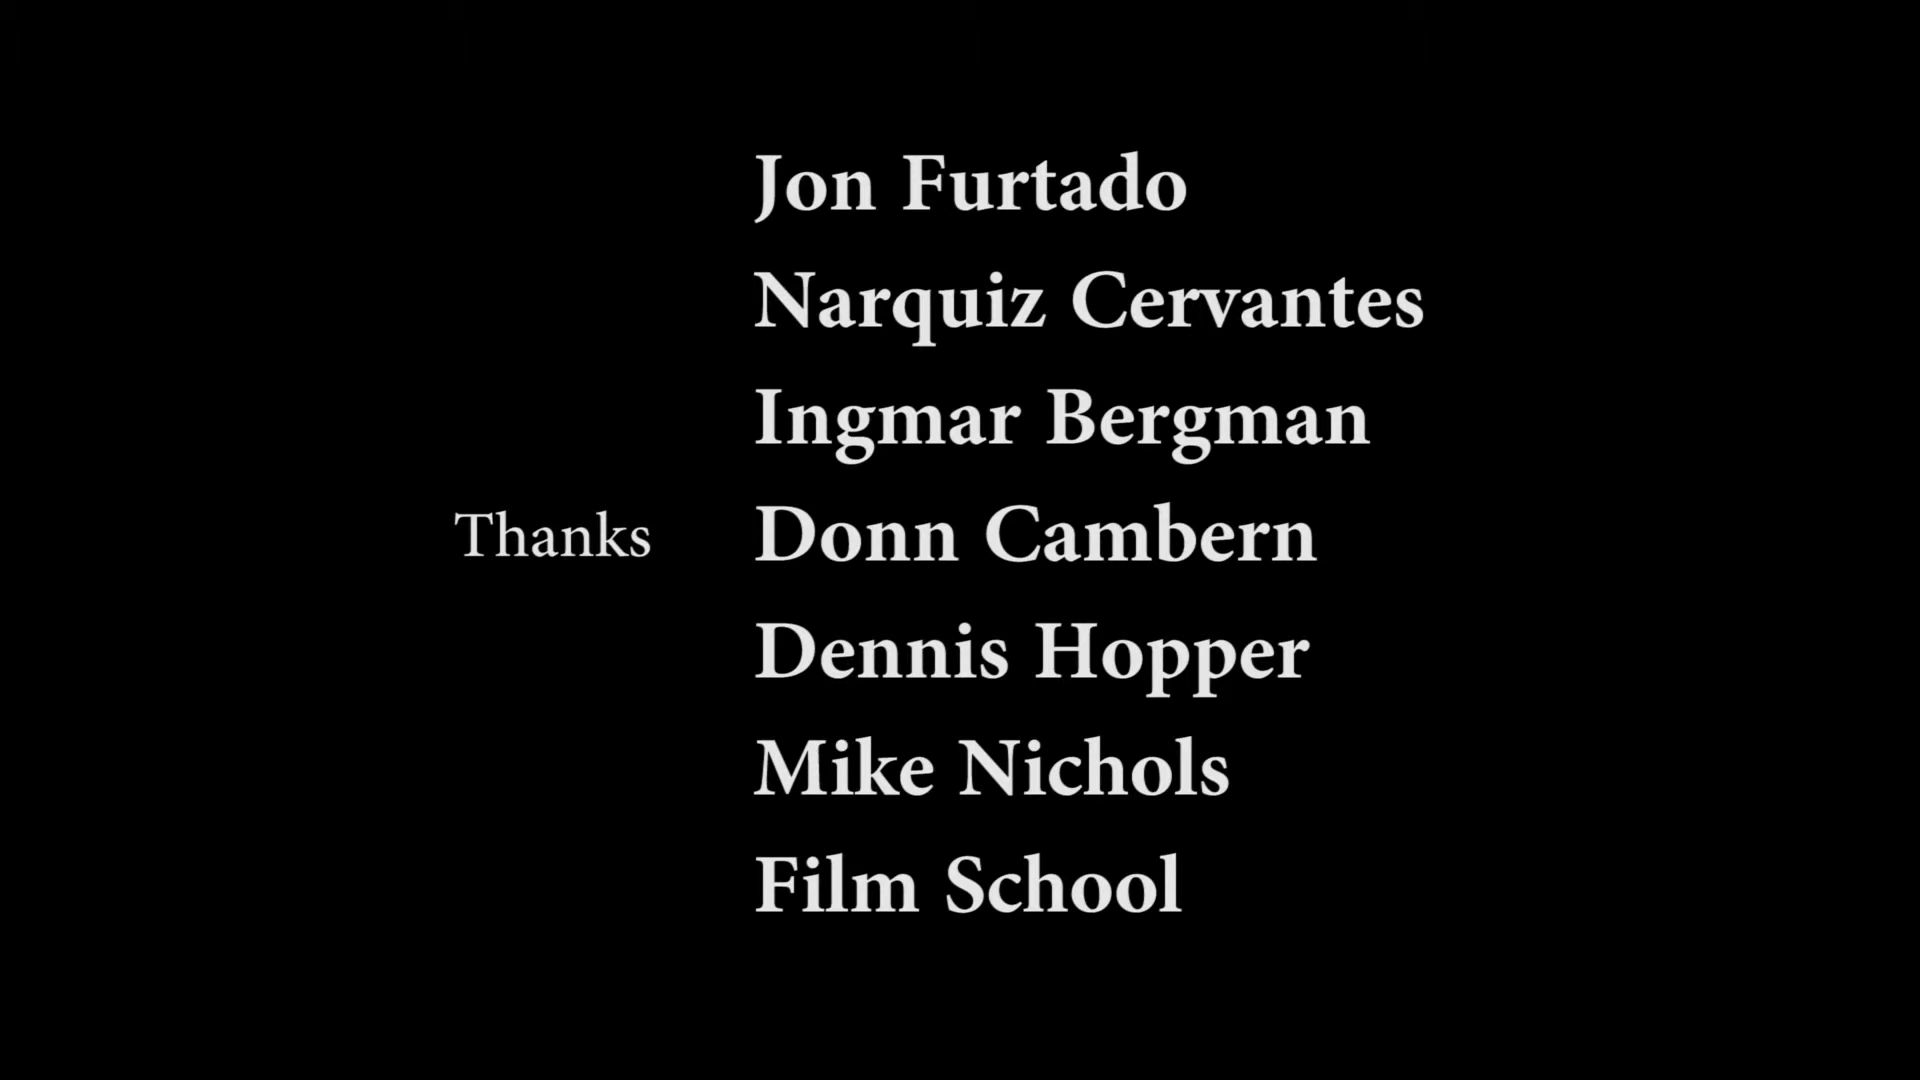 Jon Furtado
Narquiz Cervantes
Ingmar Bergman
Thanks Donn Cambern
Dennis Hopper
Mike Nichols
Film School